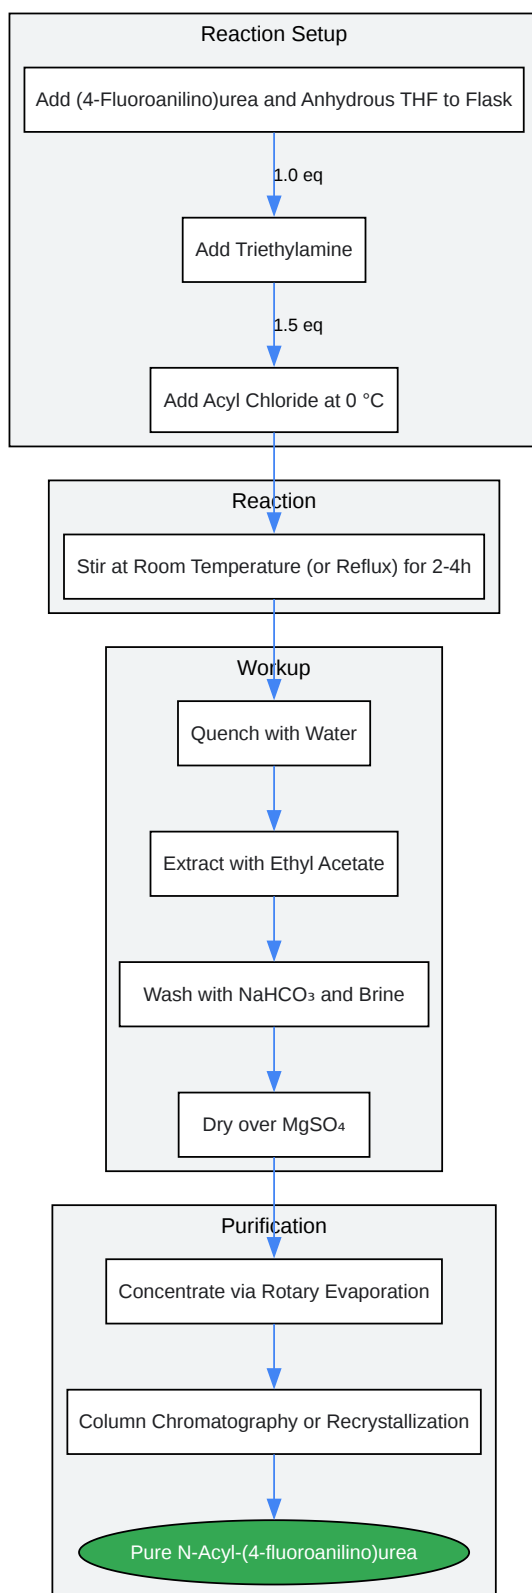 Reaction Setup
Add (4-Fluoroanilino)urea and Anhydrous THF to Flask
1.0 eq
Add Triethylamine
1.5 eq
Add Acyl Chloride at 0 °C
Reaction
Stir at Room Temperature (or Reflux) for 2-4h
Workup
Quench with Water
Extract with Ethyl Acetate
Wash with NaHCO₃ and Brine
Dry over MgSO₄
Purification
Concentrate via Rotary Evaporation
Column Chromatography or Recrystallization
Pure N-Acyl-(4-fluoroanilino)urea